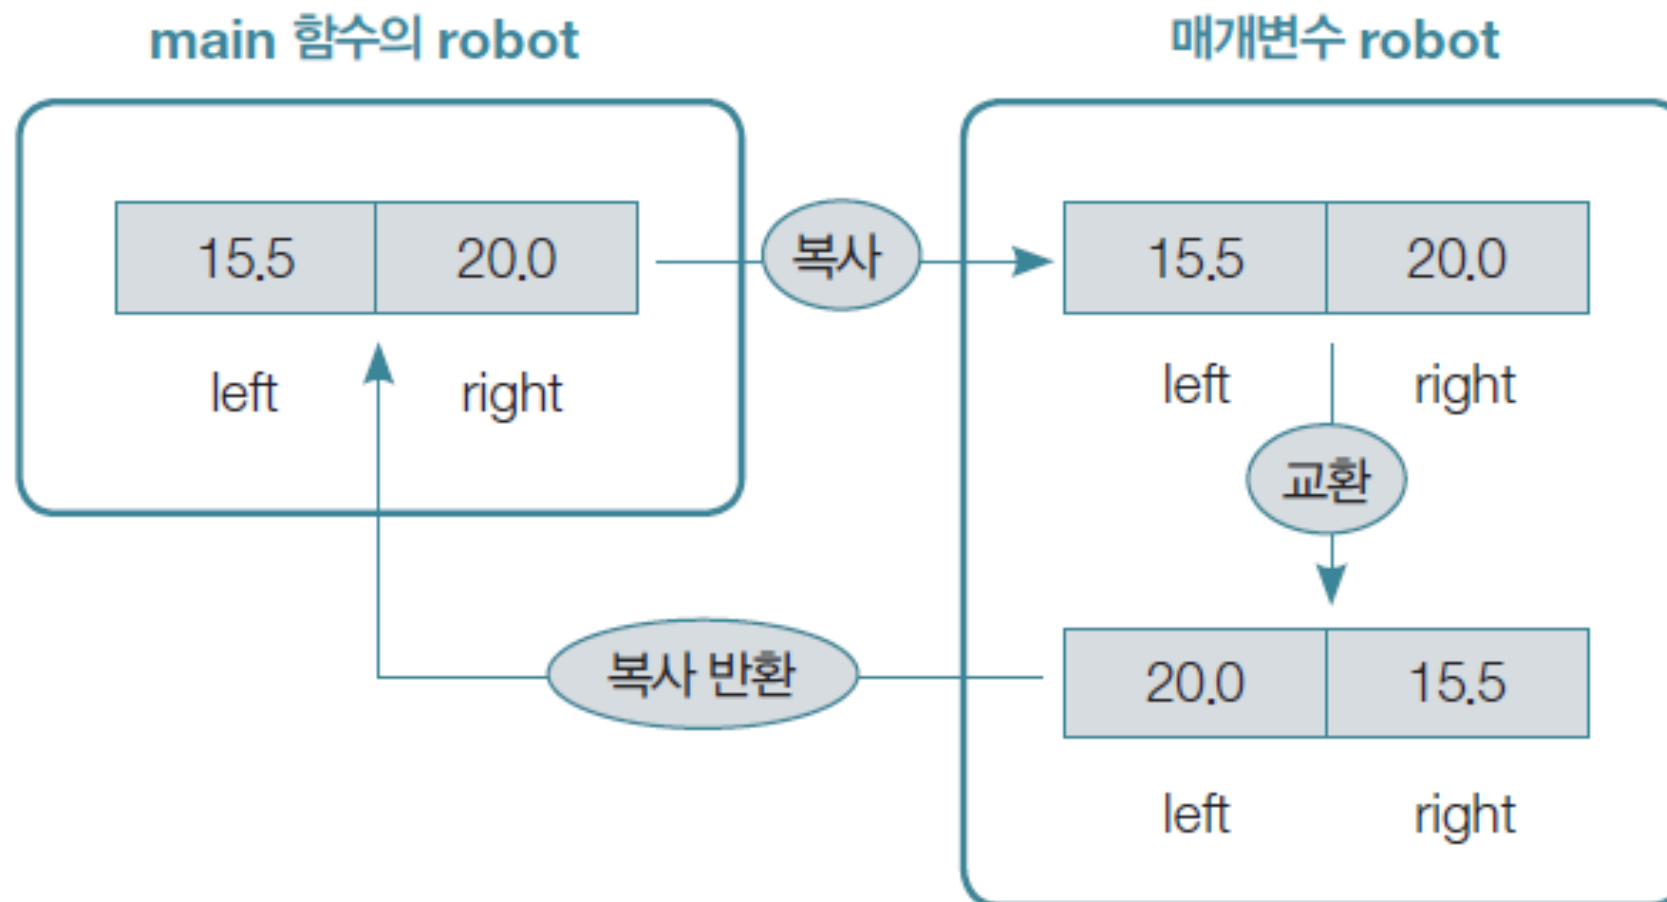 main 함수의 robot
매개변수 robot
15.5 20.0
복사
15.5 20.0
left right
left right
교환
복사 반환
20.0 15.5
left right